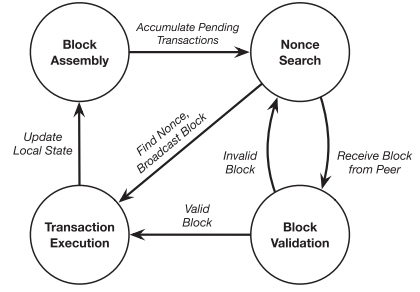 Block
Assembly
Accumulate Pending
Transactions
Nonce
Search
Find Nonce,
Broadcast Block
Update
Local State
Invalid
Block
Receive Block
from Peer
Transaction
Execution
Valid
Block
Block
Validation